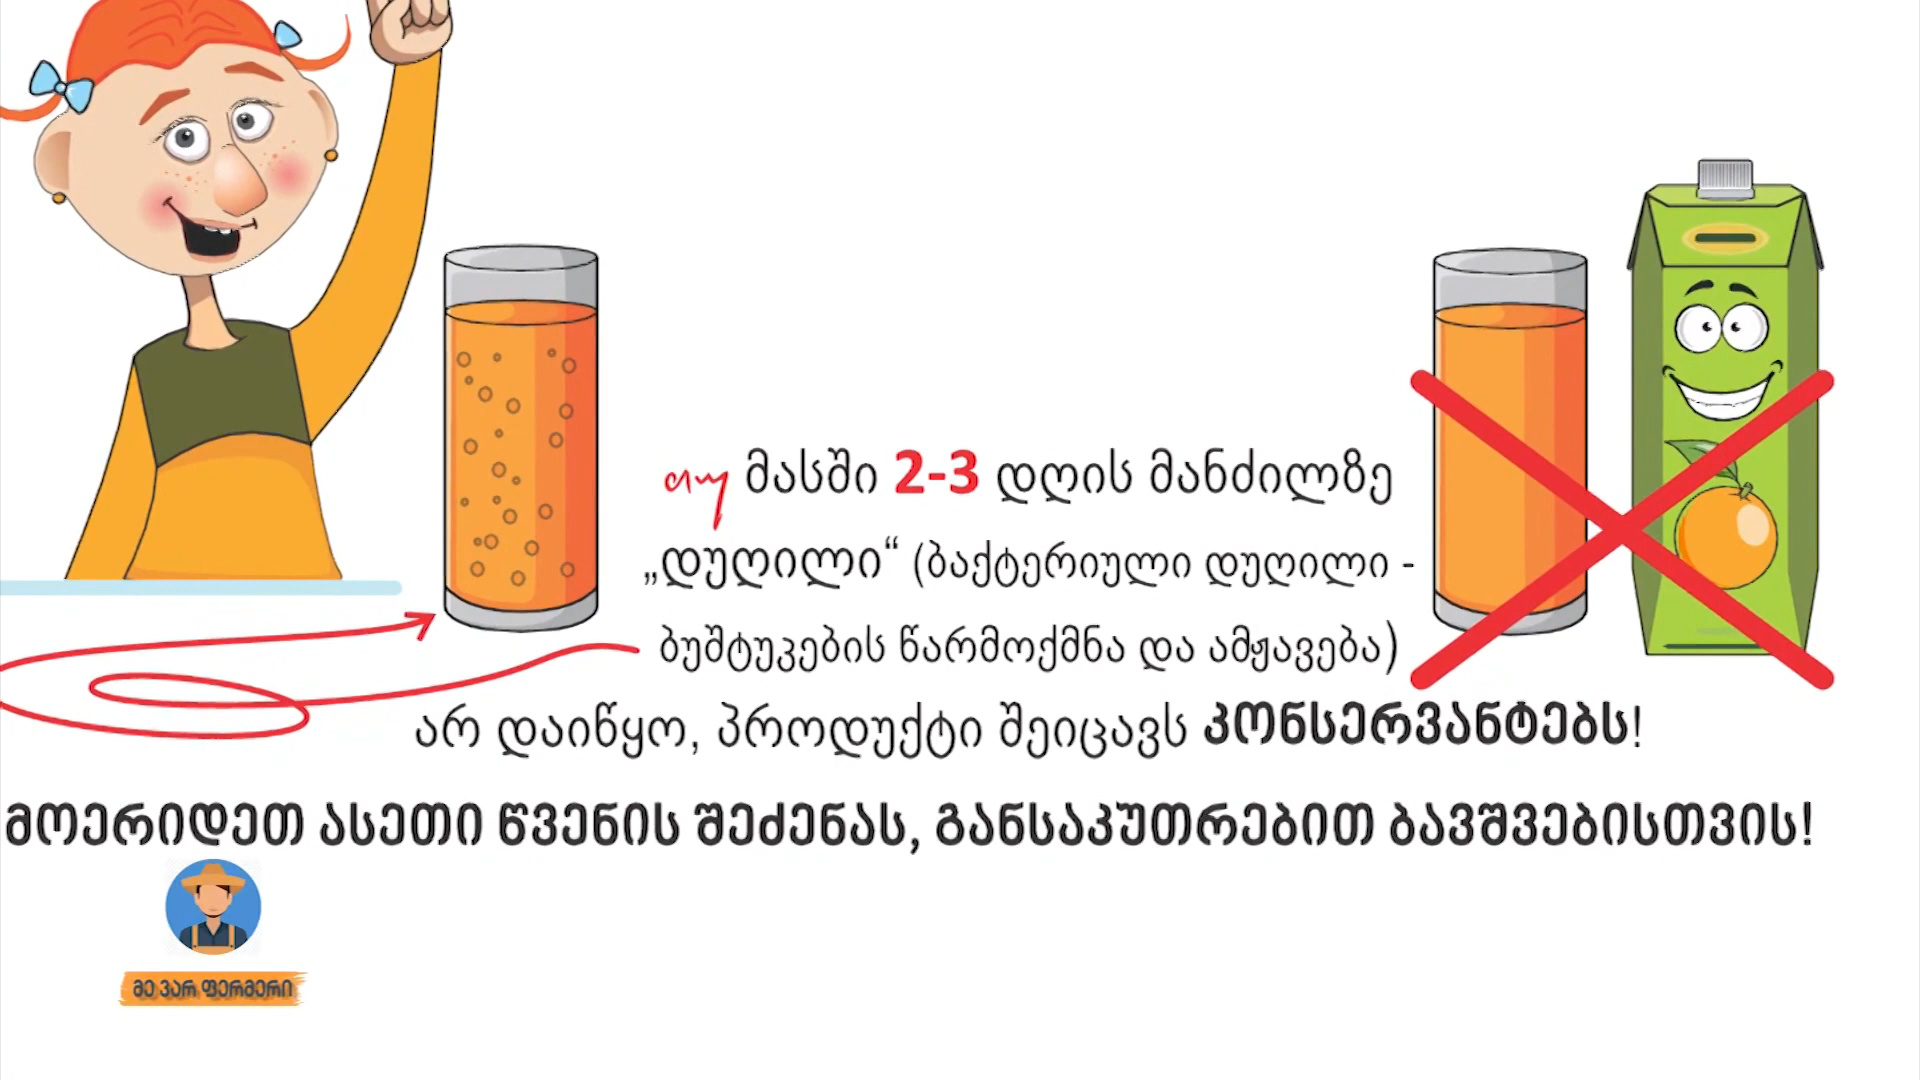 თუ მასში 2-3 დღის მანძილზე
„დუღილი“ (ბაქტერიული დუღილი -
ბუშტუკების წარმოქმნა და ამჟავება)
არ დაიწყო, პროდუქტი შეიცავს კონსერვანტებს!
მოერიდეთ ასეთი წვენის შეძენას, განსაკუთრებით ბავშვებისთვის!
მე ვარ ფერმერი